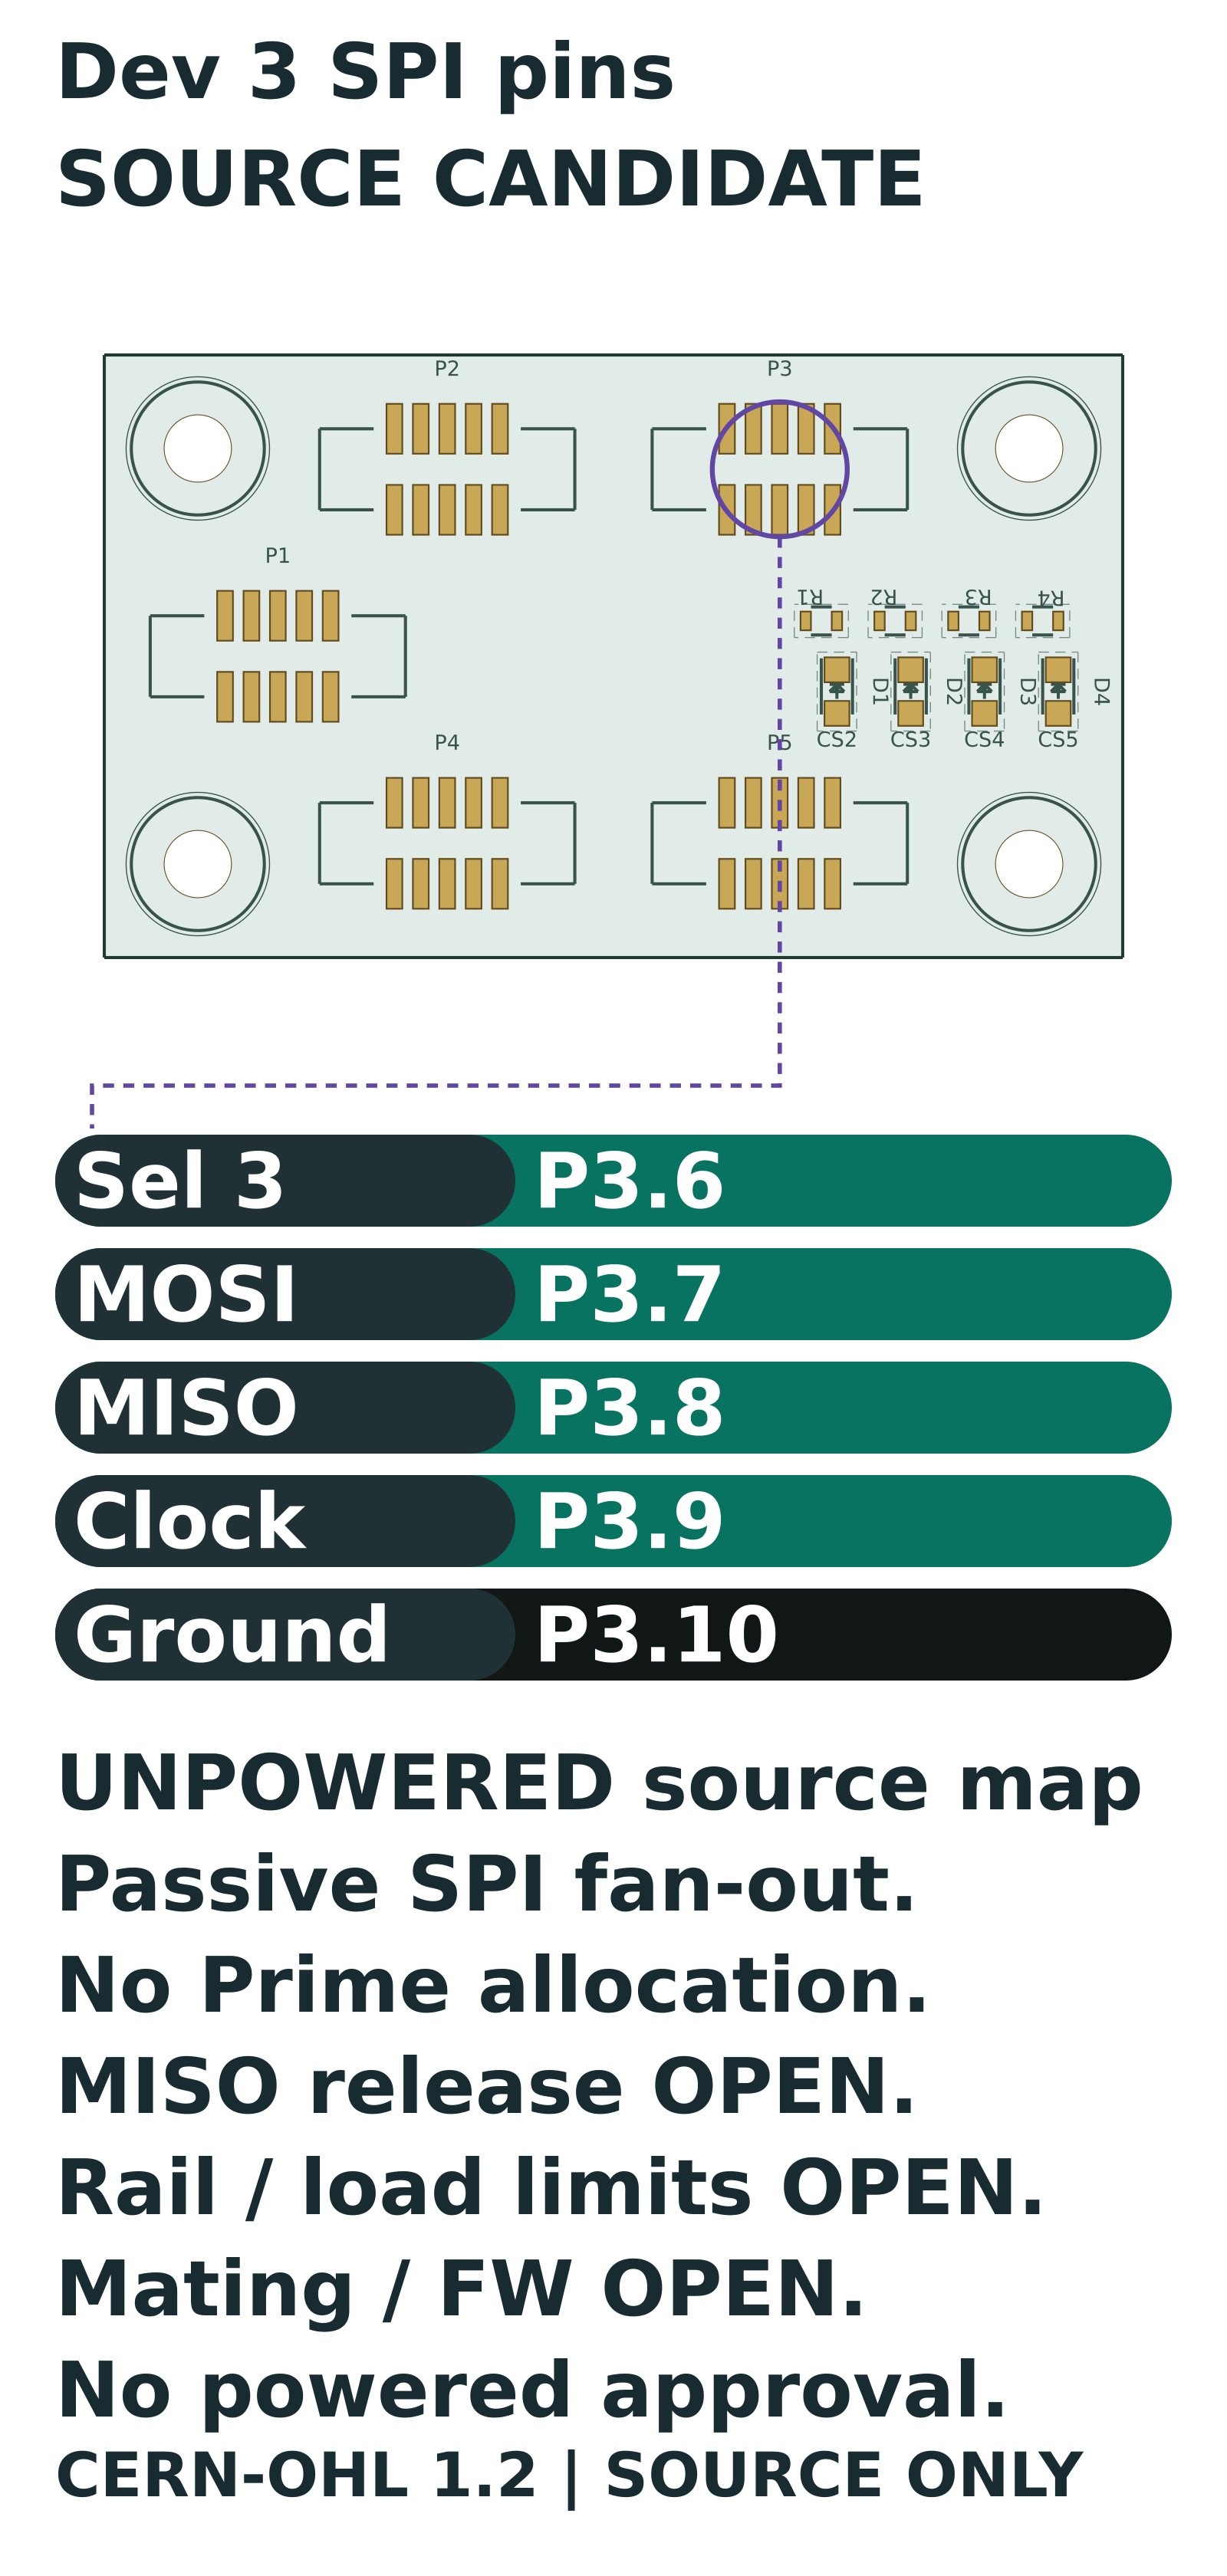 Dev 3 SPI pins
SOURCE CANDIDATE
P2 P3
P1
R1 R2 R3 R4
D1 D2 D3 D4
P4 P5 CS2 CS3 CS4 CS5
Sel 3 P3.6
MOSI P3.7
MISO P3.8
Clock P3.9
Ground P3.10
UNPOWERED source map
Passive SPI fan-out.
No Prime allocation.
MISO release OPEN.
Rail / load limits OPEN.
Mating / FW OPEN.
No powered approval.
CERN-OHL 1.2 | SOURCE ONLY